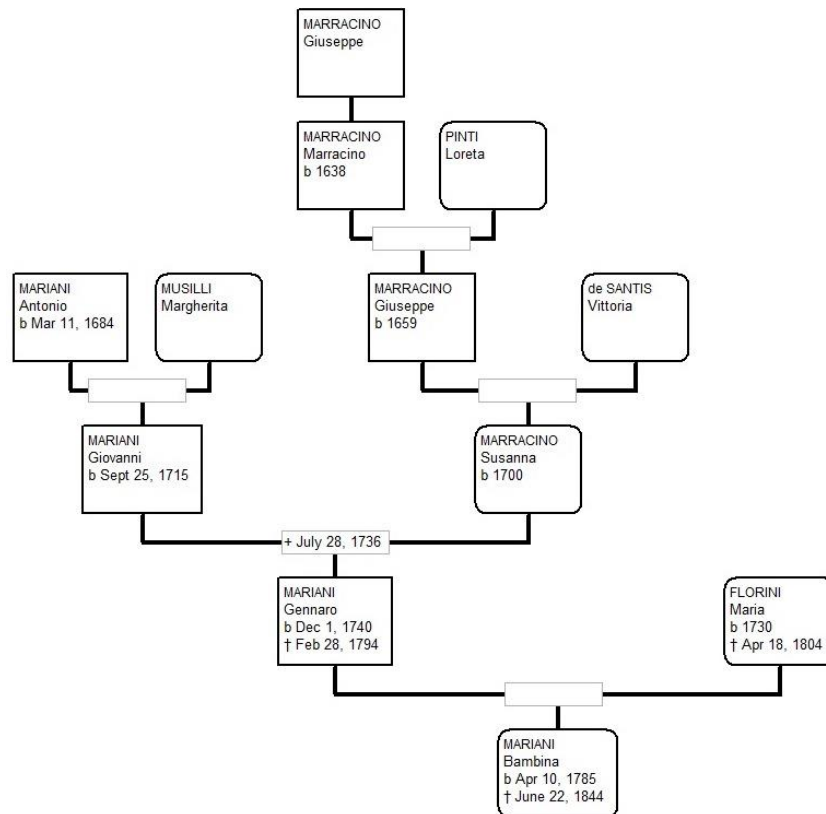 MARRACINO
Giuseppe
MARRACINO
Marracino
b 1638
PINTI
Loreta
MARIANI
Antonio
b Mar 11, 1684
MUSILLI
Margherita
MARRACINO
Giuseppe
b 1659
de SANTIS
Vittoria
MARIANI
Giovanni
b Sept 25, 1715
MARRACINO
Susanna
b 1700
+ July 28, 1736
MARIANI
Gennaro
b Dec 1, 1740
† Feb 28, 1794
FLORINI
Maria
b 1730
† Apr 18, 1804
MARIANI
Bambina
b Apr 10, 1785
† June 22, 1844